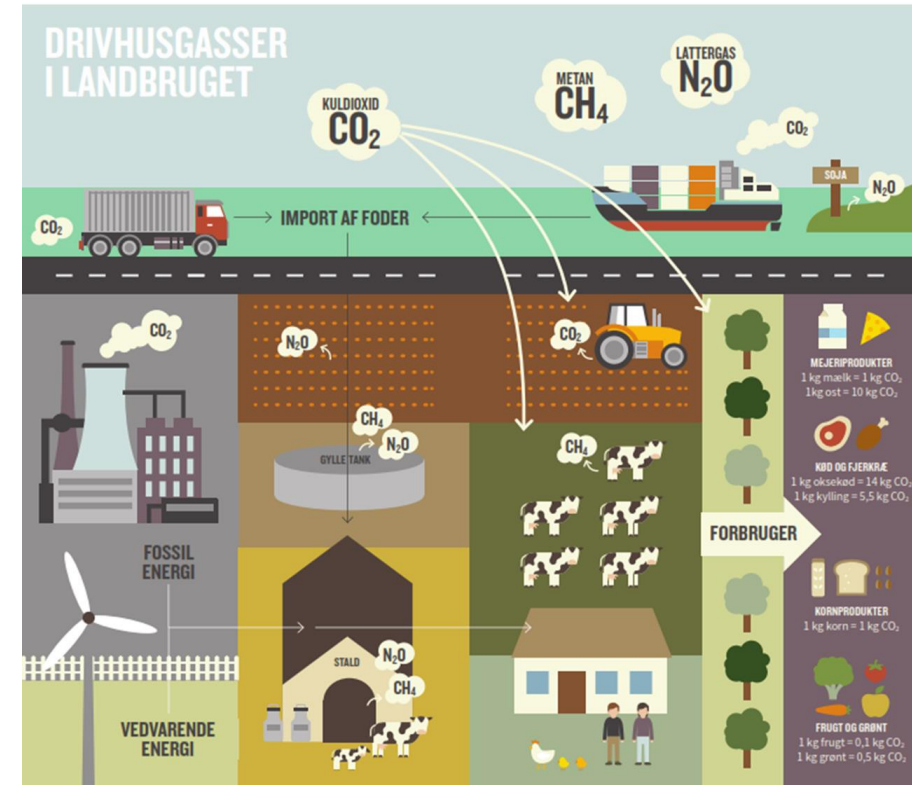 DRIVHUSGASSER
I LANDBRUGET
KULDIOXID
CO₂
METAN
CH₄
LATTERGAS
N₂O
CO₂
SOJA
N₂O
CO₂
IMPORT AF FODER
CO₂
N₂O
CO₂
CH₄
N₂O
GYLLE TANK
CH₄
MEJERIPRODUKTER
1 kg mælk = 1 kg CO₂
1kg ost = 10 kg CO₂
KØD OG FJERKRÆ
1 kg oksekød = 14 kg CO₂
1 kg kylling = 5,5 kg CO₂
FORBRUGER
FOSSIL
ENERGI
KORNPRODUKTER
1 kg korn = 1 kg CO₂
STALD
N₂O
CH₄
VEDVARENDE
ENERGI
FRUGT OG GRØNT
1 kg frugt = 0,1 kg CO₂
1 kg grønt = 0,5 kg CO₂